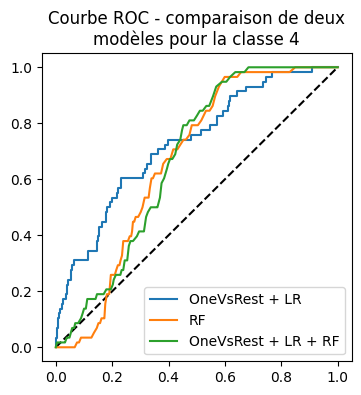 Courbe ROC - comparaison de deux
modèles pour la classe 4
1.0
0.8
0.6
0.4
0.2
0.0
OneVsRest + LR
RF
OneVsRest + LR + RF
0.0 0.2 0.4 0.6 0.8 1.0